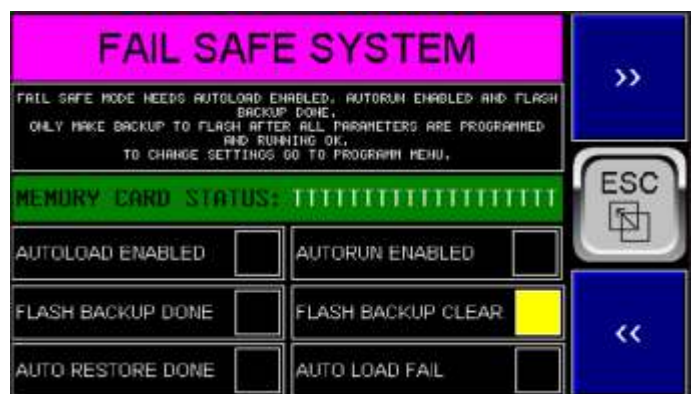 FAIL SAFE SYSTEM
>>
FAIL SAFE MODE NEEDS AUTOLOAD ENABLED, AUTORUN ENABLED AND FLASH
BACKUP DONE.
ONLY MAKE BACKUP TO FLASH AFTER ALL PARAMETERS ARE PROGRAMMED
AND RUNNING OK.
TO CHANGE SETTINGS GO TO PROGRAMM MENU.
ESC
MEMORY CARD STATUS: TTTTTTTTTTTTTTTTTTTT
AUTOLOAD ENABLED
AUTORUN ENABLED
FLASH BACKUP DONE
FLASH BACKUP CLEAR
<<
AUTO RESTORE DONE
AUTO LOAD FAIL